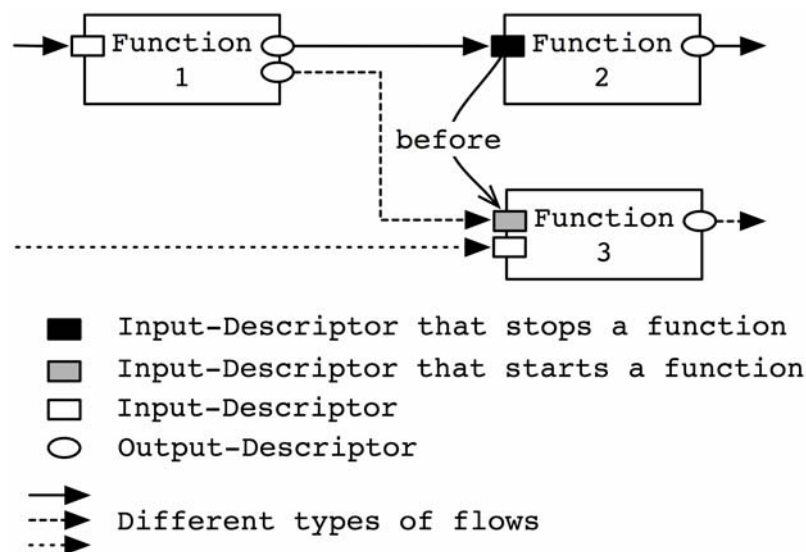 Function
1
Function
2
before
Function
3
Input-Descriptor that stops a function
Input-Descriptor that starts a function
Input-Descriptor
Output-Descriptor
Different types of flows